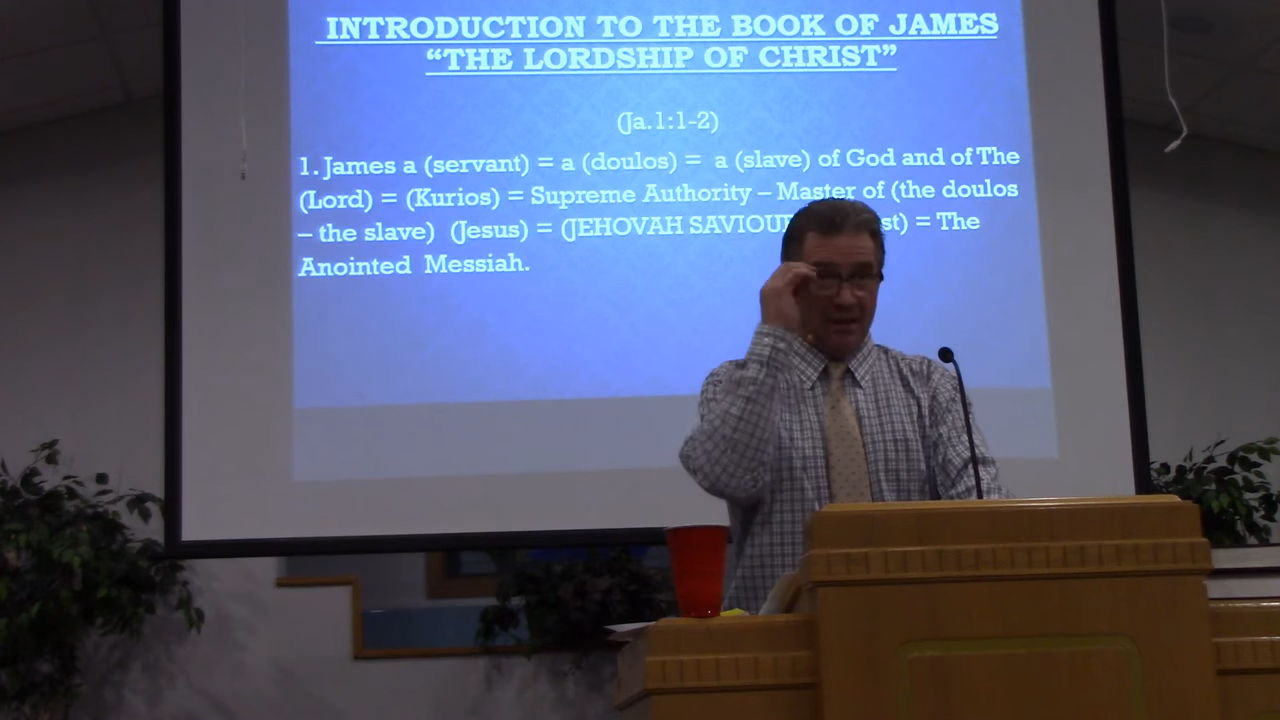 INTRODUCTION TO THE BOOK OF JAMES
“THE LORDSHIP OF CHRIST”
(Ja.1:1-2)
1. James a (servant) = a (doulos) = a (slave) of God and of The
(Lord) = (Kurios) = Supreme Authority – Master of (the doulos
– the slave) (Jesus) = (JEHOVAH = The
Anointed Messiah.